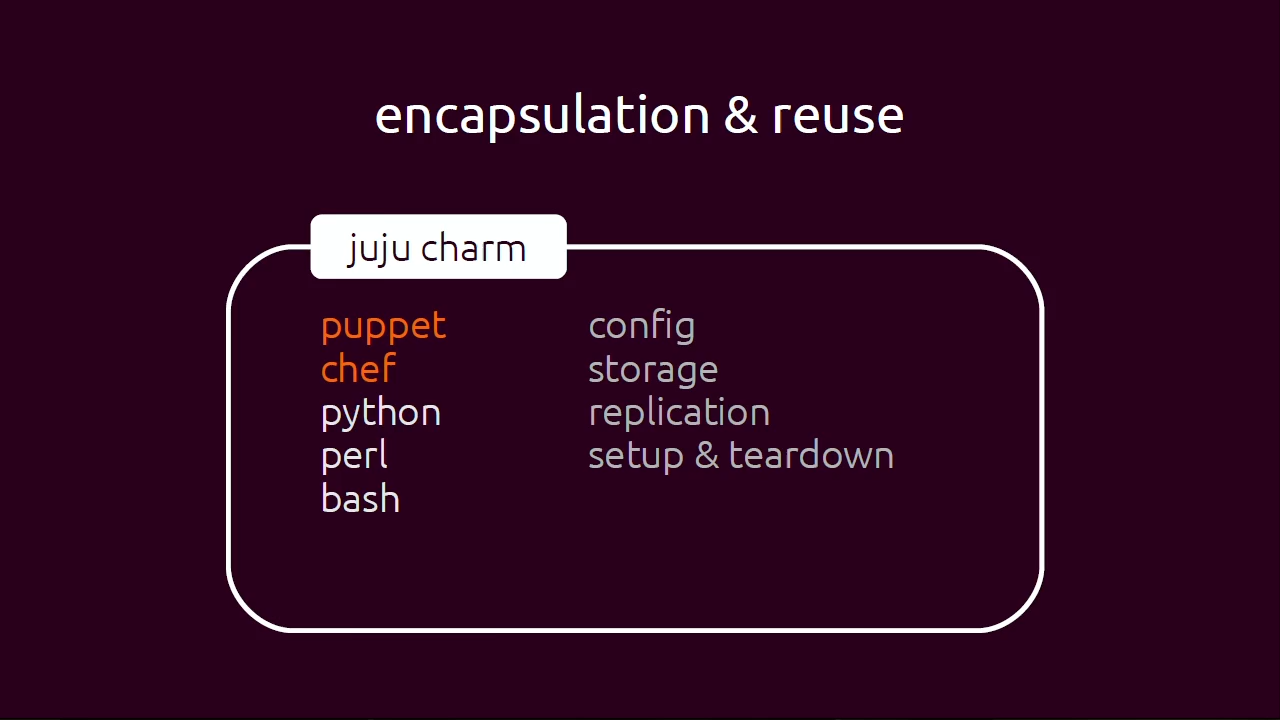 encapsulation & reuse
juju charm
puppet
chef
python
perl
bash
config
storage
replication
setup & teardown